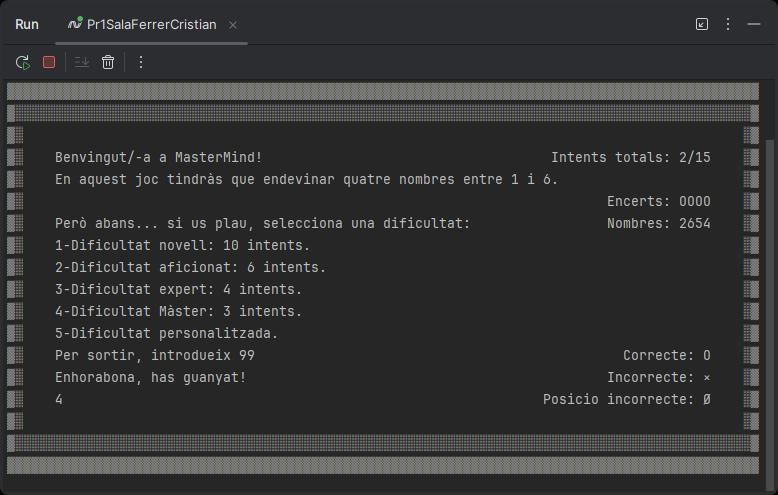 Run Pr1SalaFerrerCristian
Benvingut/-a a MasterMind! Intents totals: 2/15
En aquest joc tindràs que endevinar quatre nombres entre 1 i 6.
Encerts: OOOO
Però abans... si us plau, selecciona una dificultat: Nombres: 2654
1-Dificultat novell: 10 intents.
2-Dificultat aficionat: 6 intents.
3-Dificultat expert: 4 intents.
4-Dificultat Màster: 3 intents.
5-Dificultat personalitzada.
Per sortir, introdueix 99 Correcte: O
Enhorabona, has guanyat! Incorrecte: ×
4 Posicio incorrecte: Ø